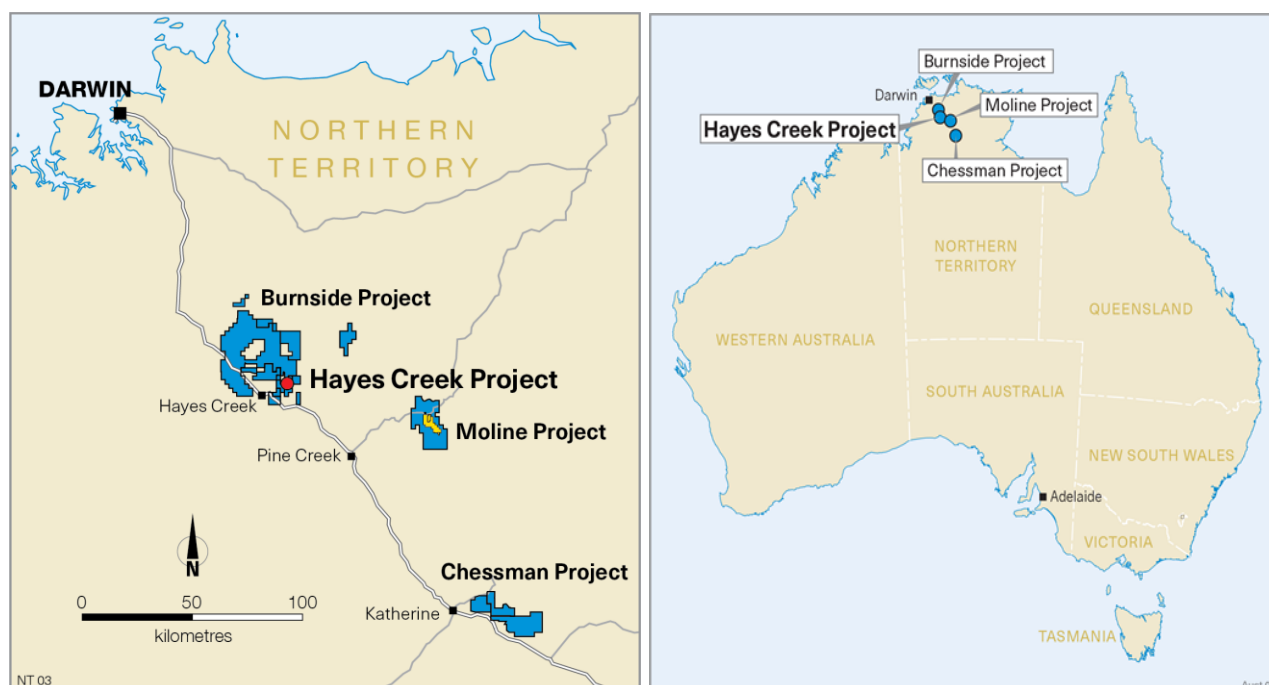 DARWIN
NORTHERN
TERRITORY
Burnside Project
Hayes Creek Project
Hayes Creek
Moline Project
Pine Creek
N
Chessman Project
0 50 100
kilometres
Katherine
NT 03
Burnside Project
Darwin
Moline Project
Hayes Creek Project
Chessman Project
NORTHERN
TERRITORY
QUEENSLAND
WESTERN AUSTRALIA
SOUTH AUSTRALIA
NEW SOUTH WALES
Adelaide
VICTORIA
TASMANIA